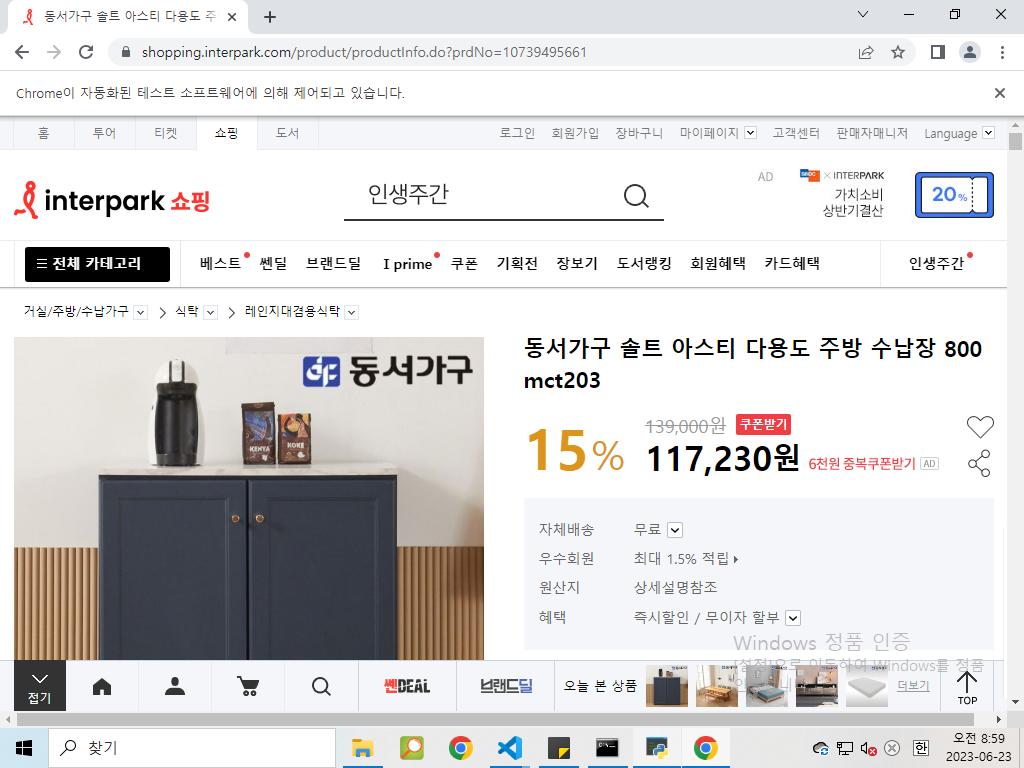 동서가구 솔트 아스티 다용도 주
shopping.interpark.com/product/productInfo.do?prdNo=10739495661
Chrome이 자동화된 테스트 소프트웨어에 의해 제어되고 있습니다.
홈 투어 티켓 쇼핑 도서 로그인 회원가입 장바구니 마이페이지 고객센터 판매자매니저 Language
interpark 쇼핑
인생주간
AD
× INTERPARK
가치소비
상반기결산
20%
전체 카테고리 베스트 쎈딜 브랜드딜 I prime 쿠폰 기획전 장보기 도서랭킹 회원혜택 카드혜택 인생주간
거실/주방/수납가구 식탁 레인지대겸용식탁
동서가구
KENYA
KOKE
동서가구 솔트 아스티 다용도 주방 수납장 800
mct203
15%
139,000원 쿠폰받기
117,230원 6천원 중복쿠폰받기 AD
자체배송 무료
우수회원 최대 1.5% 적립
원산지 상세설명참조
혜택 즉시할인 / 무이자 할부
Windows 정품 인증
[설정]으로 이동하여 Windows를 정품
접기
쎈DEAL
브랜드딜
오늘 본 상품
더보기
TOP
찾기
한
오전 8:59
2023-06-23